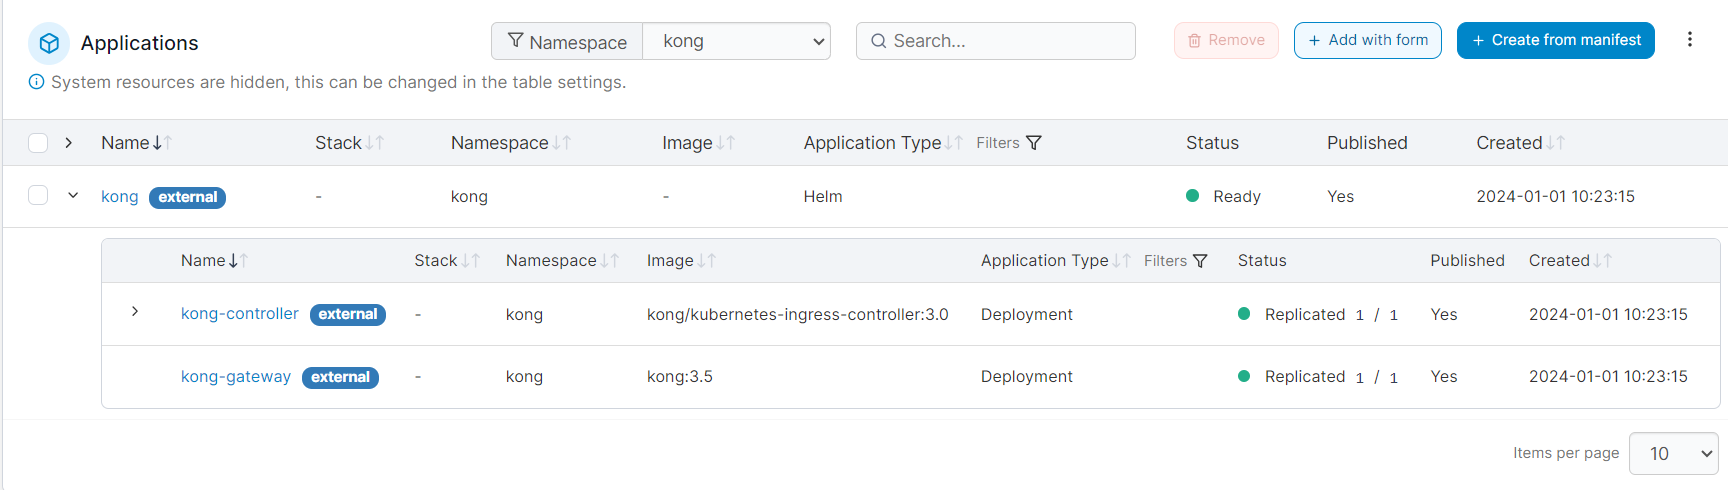 Applications
Namespace kong Search... Remove + Add with form + Create from manifest
System resources are hidden, this can be changed in the table settings.
Name Stack Namespace Image Application Type Filters Status Published Created
kong external - kong - Helm Ready Yes 2024-01-01 10:23:15
Name Stack Namespace Image Application Type Filters Status Published Created
kong-controller external - kong kong/kubernetes-ingress-controller:3.0 Deployment Replicated 1 / 1 Yes 2024-01-01 10:23:15
kong-gateway external - kong kong:3.5 Deployment Replicated 1 / 1 Yes 2024-01-01 10:23:15
Items per page 10